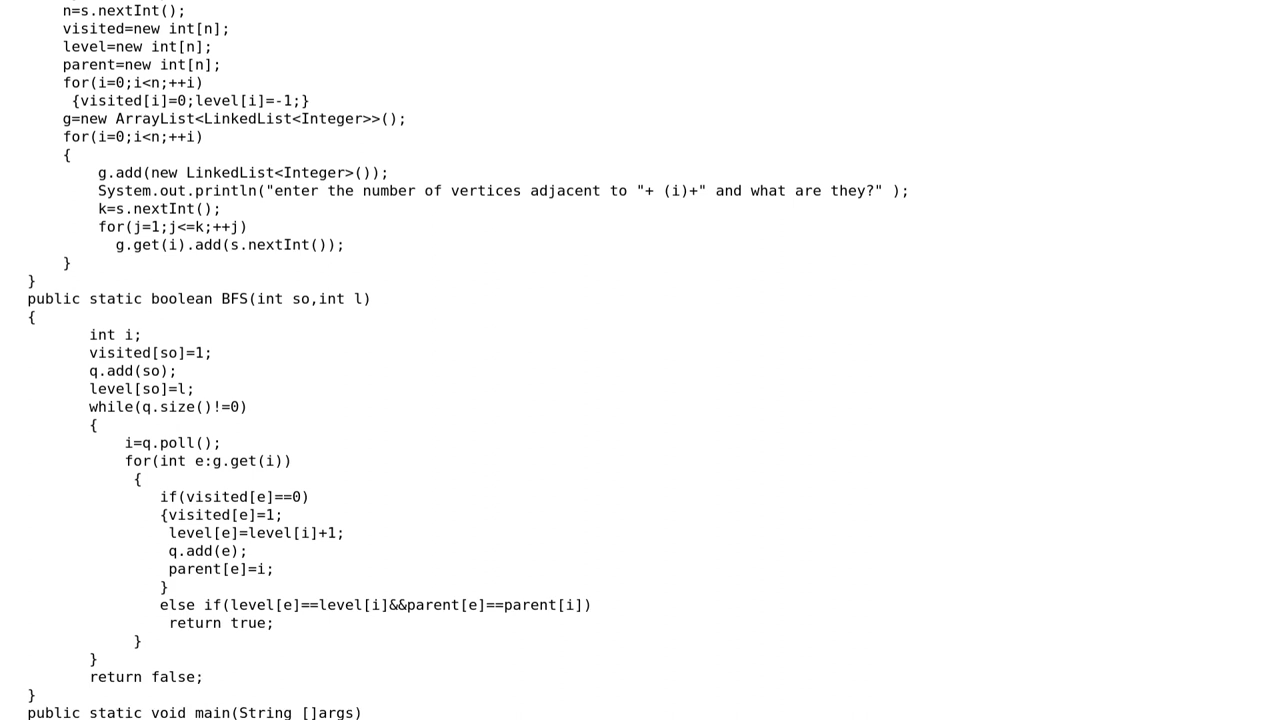 n=s.nextInt();
visited=new int[n];
level=new int[n];
parent=new int[n];
for(i=0;i<n;++i)
{visited[i]=0;level[i]=-1;}
g=new ArrayList<LinkedList<Integer>>();
for(i=0;i<n;++i)
{
g.add(new LinkedList<Integer>());
System.out.println("enter the number of vertices adjacent to "+ (i)+" and what are they?" );
k=s.nextInt();
for(j=1;j<=k;++j)
g.get(i).add(s.nextInt());
}
}
public static boolean BFS(int so,int l)
{
int i;
visited[so]=1;
q.add(so);
level[so]=l;
while(q.size()!=0)
{
i=q.poll();
for(int e:g.get(i))
{
if(visited[e]==0)
{visited[e]=1;
level[e]=level[i]+1;
q.add(e);
parent[e]=i;
}
else if(level[e]==level[i]&&parent[e]==parent[i])
return true;
}
}
return false;
}
public static void main(String []args)